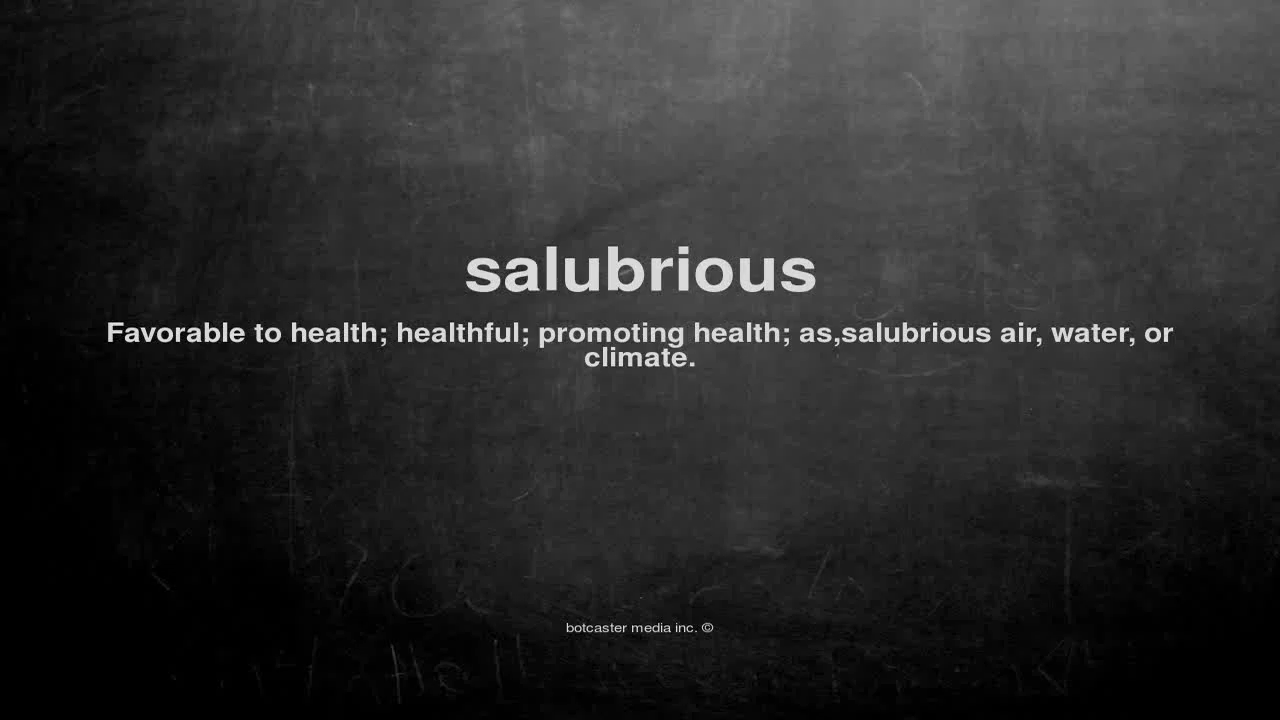 salubrious
Favorable to health; healthful; promoting health; as,salubrious air, water, or
climate.
botcaster media inc. ©